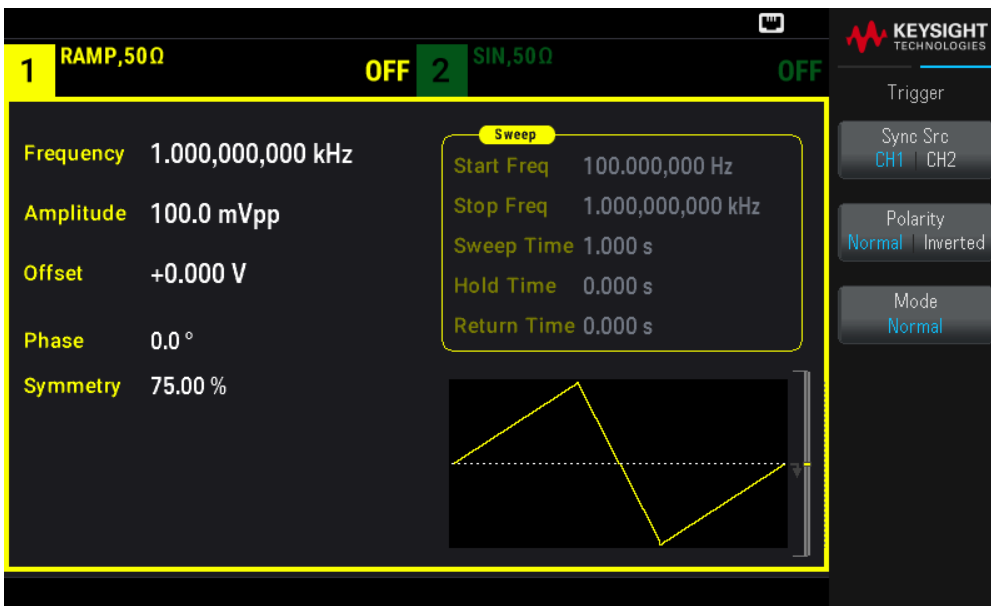 KEYSIGHT
TECHNOLOGIES
1 RAMP,50Ω OFF
2 SIN,50Ω OFF
Trigger
Frequency 1.000,000,000 kHz
Amplitude 100.0 mVpp
Offset +0.000 V
Phase 0.0 °
Symmetry 75.00 %
Sweep
Start Freq 100.000,000 Hz
Stop Freq 1.000,000,000 kHz
Sweep Time 1.000 s
Hold Time 0.000 s
Return Time 0.000 s
Sync Src
CH1 | CH2
Polarity
Normal | Inverted
Mode
Normal